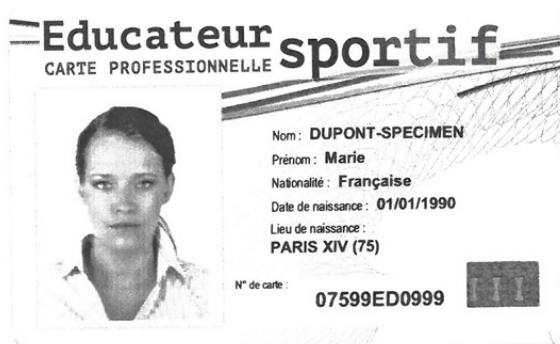 Educateur sportif
CARTE PROFESSIONNELLE
Nom : DUPONT-SPECIMEN
Prénom : Marie
Nationalité : Française
Date de naissance : 01/01/1990
Lieu de naissance :
PARIS XIV (75)
N° de carte : 07599ED0999